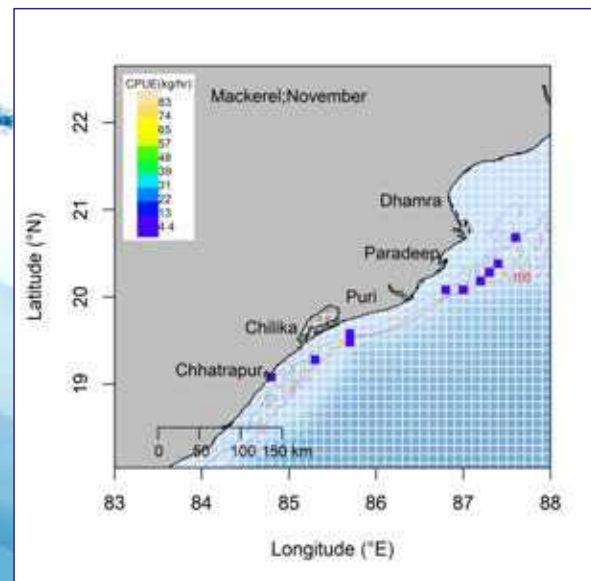 CPUE(kg/hr)
83
74
65
57
48
39
31
22
13
4.4
Mackerel;November
Dhamra
Paradeep
Puri
Chilika
Chhatrapur
100
0 50 100 150 km
22
21
20
19
Latitude (°N)
83 84 85 86 87 88
Longitude (°E)